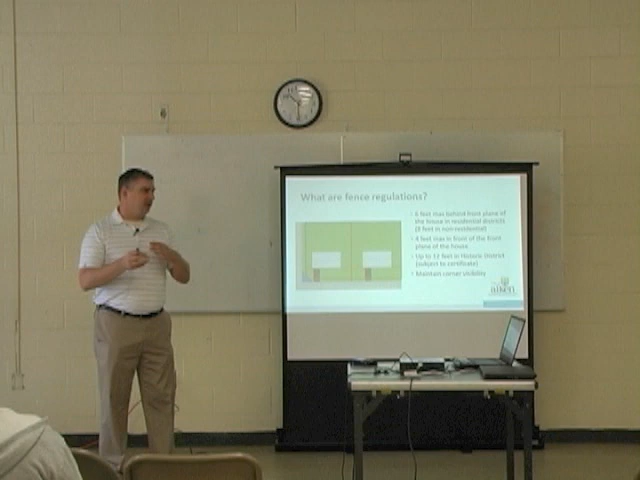 What are fence regulations?
• 6 feet max behind front plane of
the house in residential districts
(8 feet in non-residential)
• 4 feet max in front of the front
plane of the house.
• Up to 12 feet in Historic District
(subject to certificate)
• Maintain corner visibility
aiken